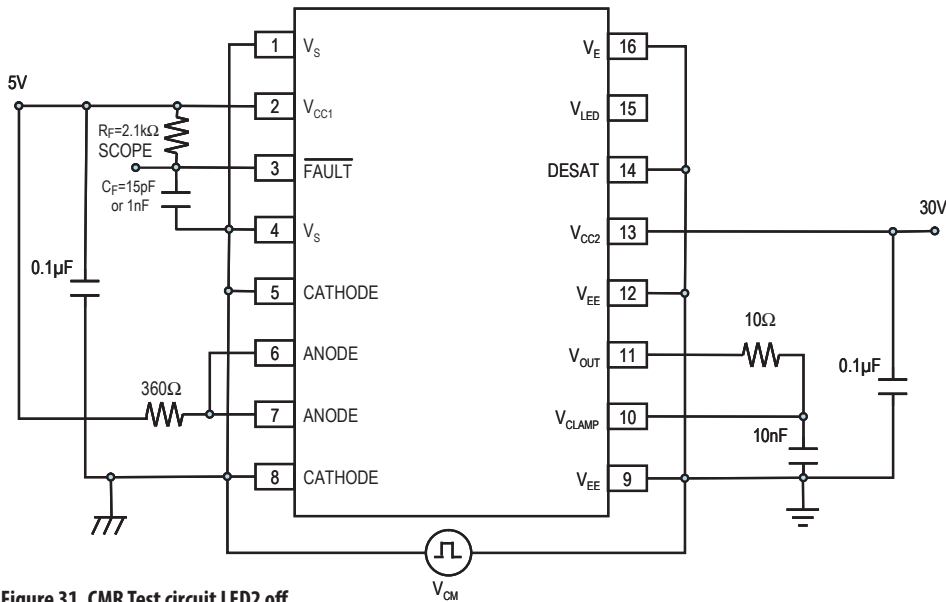 1 V_S
V_E 16
5V
2 V_CC1
V_LED 15
R_F=2.1kΩ
SCOPE
3 FAULT
DESAT 14
C_F=15pF
or 1nF
30V
4 V_S
V_CC2 13
0.1µF
5 CATHODE
V_EE 12
10Ω
6 ANODE
V_OUT 11
0.1µF
360Ω
7 ANODE
V_CLAMP 10
10nF
8 CATHODE
V_EE 9
V_CM
Figure 31. CMR Test circuit LED2 off